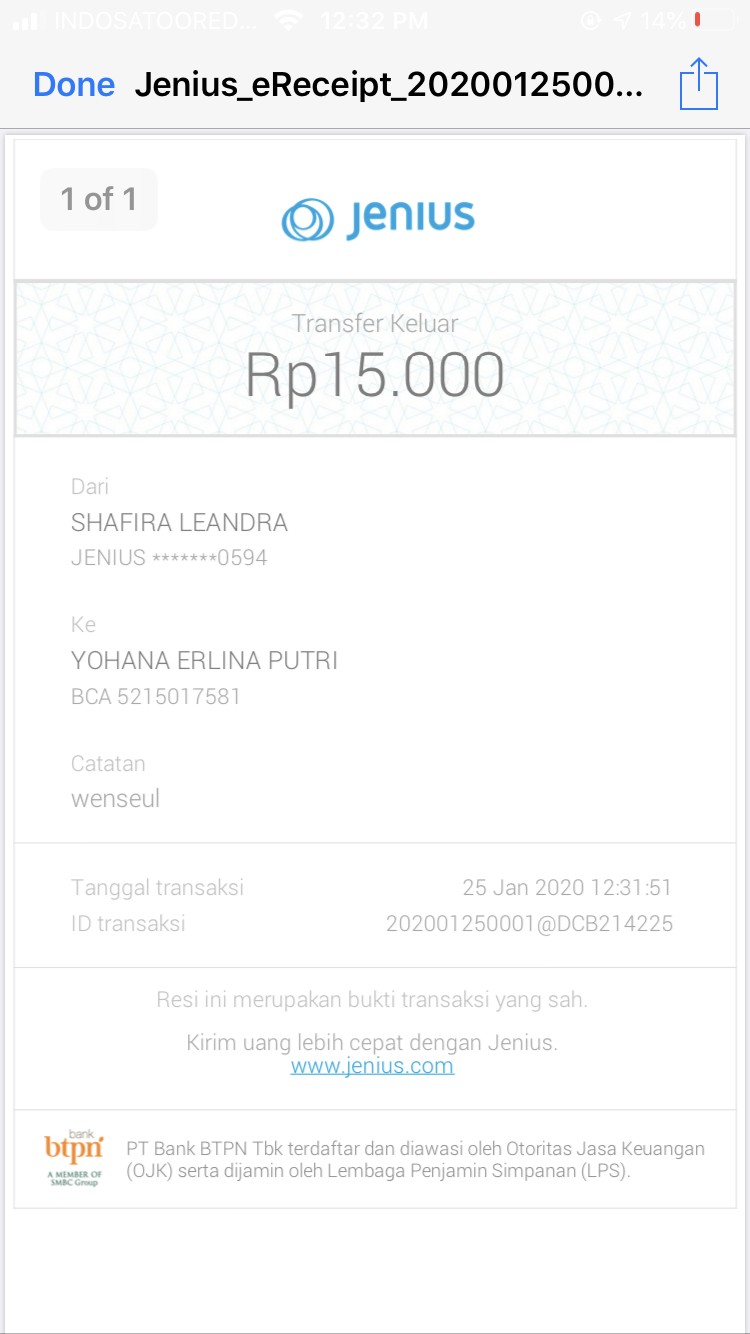 INDOSATOORED... 12:32 PM 14%
Done Jenius_eReceipt_2020012500...
1 of 1
jenius
Transfer Keluar
Rp15.000
Dari
SHAFIRA LEANDRA
JENIUS *******0594
Ke
YOHANA ERLINA PUTRI
BCA 5215017581
Catatan
wenseul
Tanggal transaksi 25 Jan 2020 12:31:51
ID transaksi 202001250001@DCB214225
Resi ini merupakan bukti transaksi yang sah.
Kirim uang lebih cepat dengan Jenius.
www.jenius.com
bank
btpn
A MEMBER OF
SMBC Group
PT Bank BTPN Tbk terdaftar dan diawasi oleh Otoritas Jasa Keuangan
(OJK) serta dijamin oleh Lembaga Penjamin Simpanan (LPS).